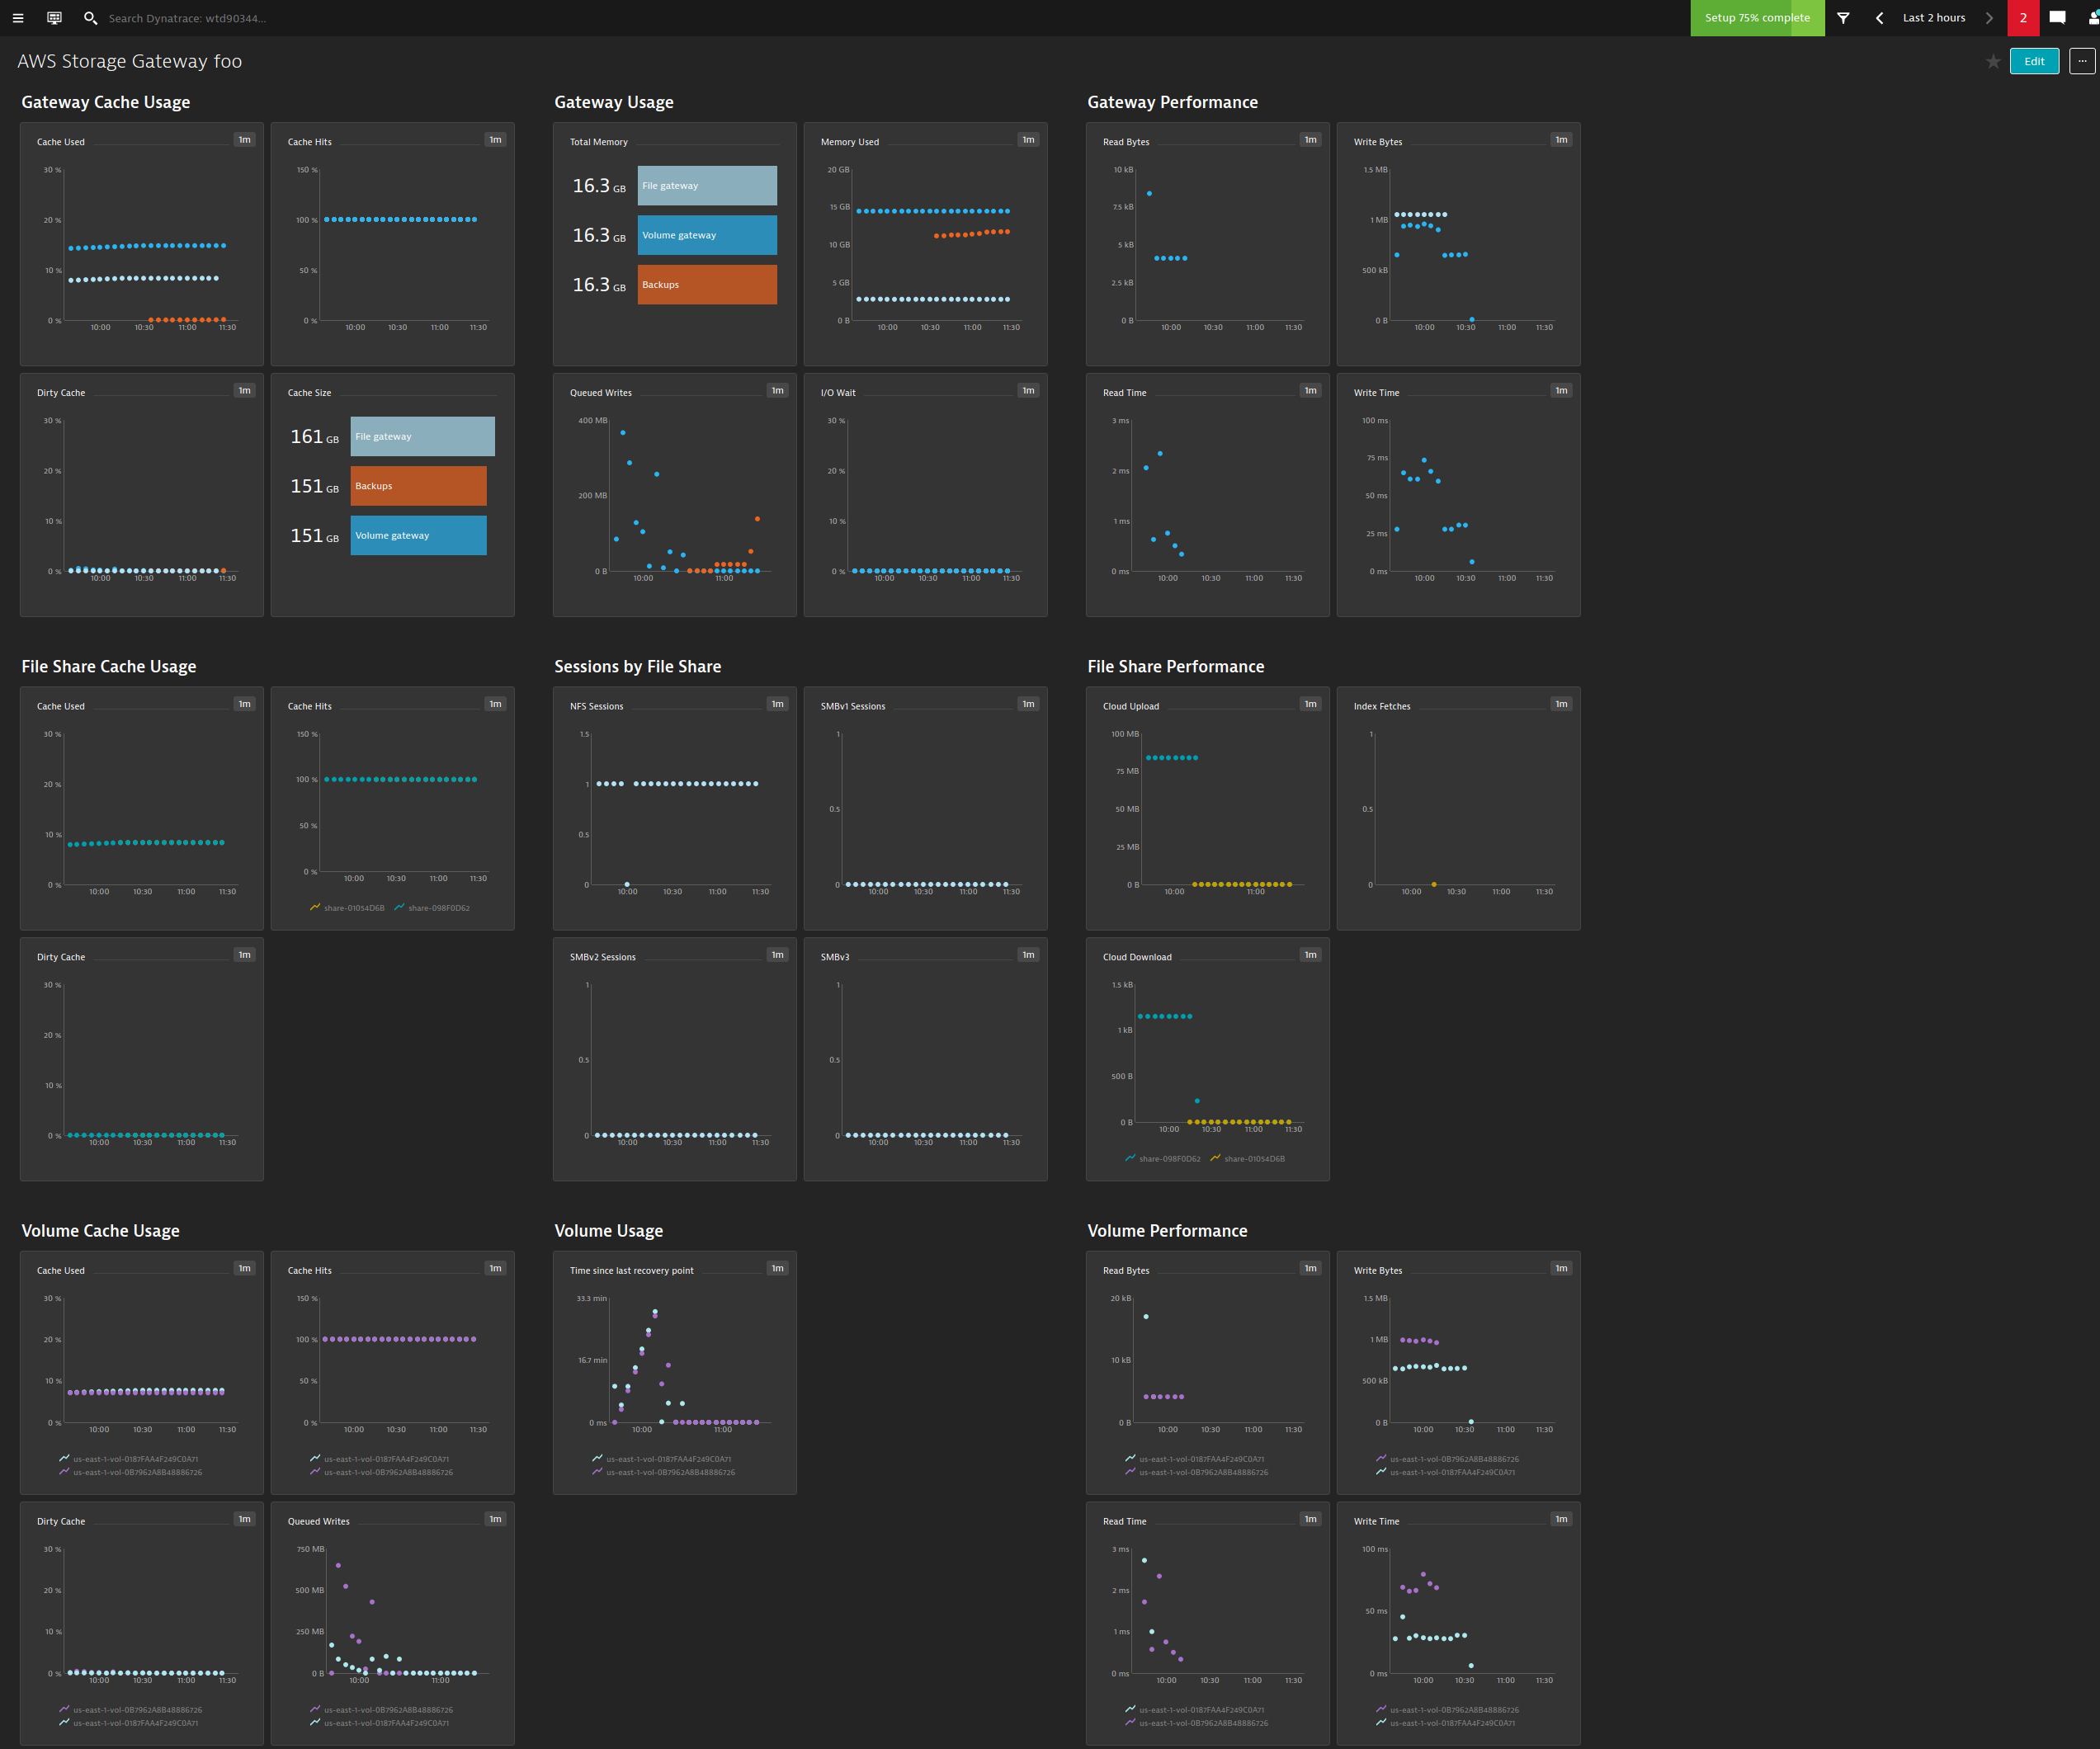 Search Dynatrace: wtd90344...
Setup 75% complete
Last 2 hours
2
AWS Storage Gateway foo
Edit
...
Gateway Cache Usage
Cache Used
1m
30 %
20 %
10 %
0 %
10:00 10:30 11:00 11:30
Cache Hits
1m
150 %
100 %
50 %
0 %
10:00 10:30 11:00 11:30
Dirty Cache
1m
30 %
20 %
10 %
0 %
10:00 10:30 11:00 11:30
Cache Size
161 GB File gateway
151 GB Backups
151 GB Volume gateway
Gateway Usage
Total Memory
16.3 GB File gateway
16.3 GB Volume gateway
16.3 GB Backups
Memory Used
1m
20 GB
15 GB
10 GB
5 GB
0 B
10:00 10:30 11:00 11:30
Queued Writes
1m
400 MB
200 MB
0 B
10:00 11:00
I/O Wait
1m
30 %
20 %
10 %
0 %
10:00 10:30 11:00 11:30
Gateway Performance
Read Bytes
1m
10 kB
7.5 kB
5 kB
2.5 kB
0 B
10:00 10:30 11:00 11:30
Write Bytes
1m
1.5 MB
1 MB
500 kB
0 B
10:00 10:30 11:00 11:30
Read Time
1m
3 ms
2 ms
1 ms
0 ms
10:00 10:30 11:00 11:30
Write Time
1m
100 ms
75 ms
50 ms
25 ms
0 ms
10:00 10:30 11:00 11:30
File Share Cache Usage
Cache Used
1m
30 %
20 %
10 %
0 %
10:00 10:30 11:00 11:30
Cache Hits
1m
150 %
100 %
50 %
0 %
10:00 10:30 11:00 11:30
share-01054D6B share-098F0D62
Dirty Cache
1m
30 %
20 %
10 %
0 %
10:00 10:30 11:00 11:30
Sessions by File Share
NFS Sessions
1m
1.5
1
0.5
0
10:00 10:30 11:00 11:30
SMBv1 Sessions
1m
1
0.5
0
10:00 10:30 11:00 11:30
SMBv2 Sessions
1m
1
0.5
0
10:00 10:30 11:00 11:30
SMBv3
1m
1
0.5
0
10:00 10:30 11:00 11:30
File Share Performance
Cloud Upload
1m
100 MB
75 MB
50 MB
25 MB
0 B
10:00 11:00
Index Fetches
1m
1
0.5
0
10:00 10:30 11:00 11:30
Cloud Download
1m
1.5 kB
1 kB
500 B
0 B
10:00 10:30 11:00 11:30
share-098F0D62 share-01054D6B
Volume Cache Usage
Cache Used
1m
30 %
20 %
10 %
0 %
10:00 10:30 11:00 11:30
us-east-1-vol-0187FAA4F249C0A71
us-east-1-vol-0B7962A8B48886726
Cache Hits
1m
150 %
100 %
50 %
0 %
10:00 10:30 11:00 11:30
us-east-1-vol-0187FAA4F249C0A71
us-east-1-vol-0B7962A8B48886726
Dirty Cache
1m
30 %
20 %
10 %
0 %
10:00 10:30 11:00 11:30
us-east-1-vol-0B7962A8B48886726
us-east-1-vol-0187FAA4F249C0A71
Queued Writes
1m
750 MB
500 MB
250 MB
0 B
10:00 11:00
us-east-1-vol-0B7962A8B48886726
us-east-1-vol-0187FAA4F249C0A71
Volume Usage
Time since last recovery point
1m
33.3 min
16.7 min
0 ms
10:00 11:00
us-east-1-vol-0187FAA4F249C0A71
us-east-1-vol-0B7962A8B48886726
Volume Performance
Read Bytes
1m
20 kB
10 kB
0 B
10:00 10:30 11:00 11:30
us-east-1-vol-0187FAA4F249C0A71
us-east-1-vol-0B7962A8B48886726
Write Bytes
1m
1.5 MB
1 MB
500 kB
0 B
10:00 10:30 11:00 11:30
us-east-1-vol-0B7962A8B48886726
us-east-1-vol-0187FAA4F249C0A71
Read Time
1m
3 ms
2 ms
1 ms
0 ms
10:00 10:30 11:00 11:30
us-east-1-vol-0187FAA4F249C0A71
us-east-1-vol-0B7962A8B48886726
Write Time
1m
100 ms
50 ms
0 ms
10:00 10:30 11:00 11:30
us-east-1-vol-0B7962A8B48886726
us-east-1-vol-0187FAA4F249C0A71